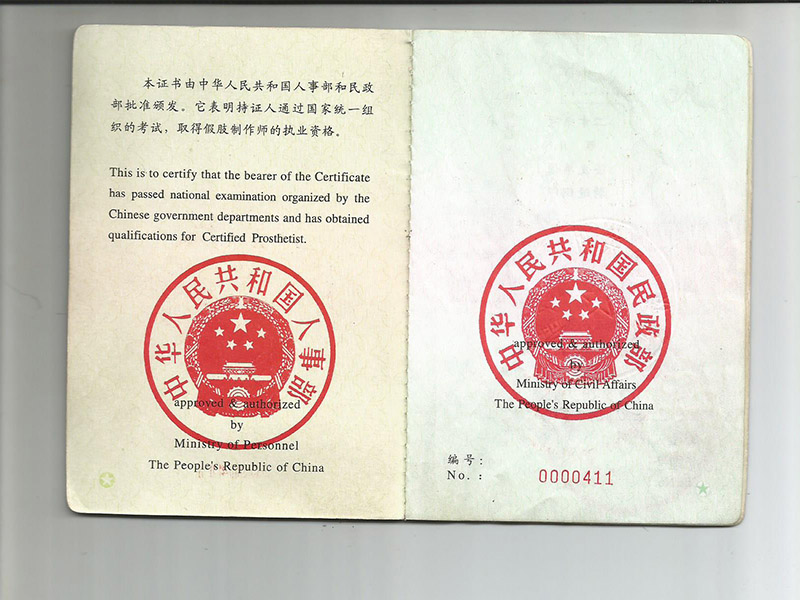 本证书由中华人民共和国人事部和民政
部批准颁发。它表明持证人通过国家统一组
织的考试，取得假肢制作师的执业资格。
This is to certify that the bearer of the Certificate
has passed national examination organized by the
Chinese government departments and has obtained
qualifications for Certified Prosthetist.
中华人民共和国人事部
approved & authorized
by
Ministry of Personnel
The People's Republic of China
中华人民共和国民政部
approved & authorized
by
Ministry of Civil Affairs
The People's Republic of China
编号：
No. : 0000411